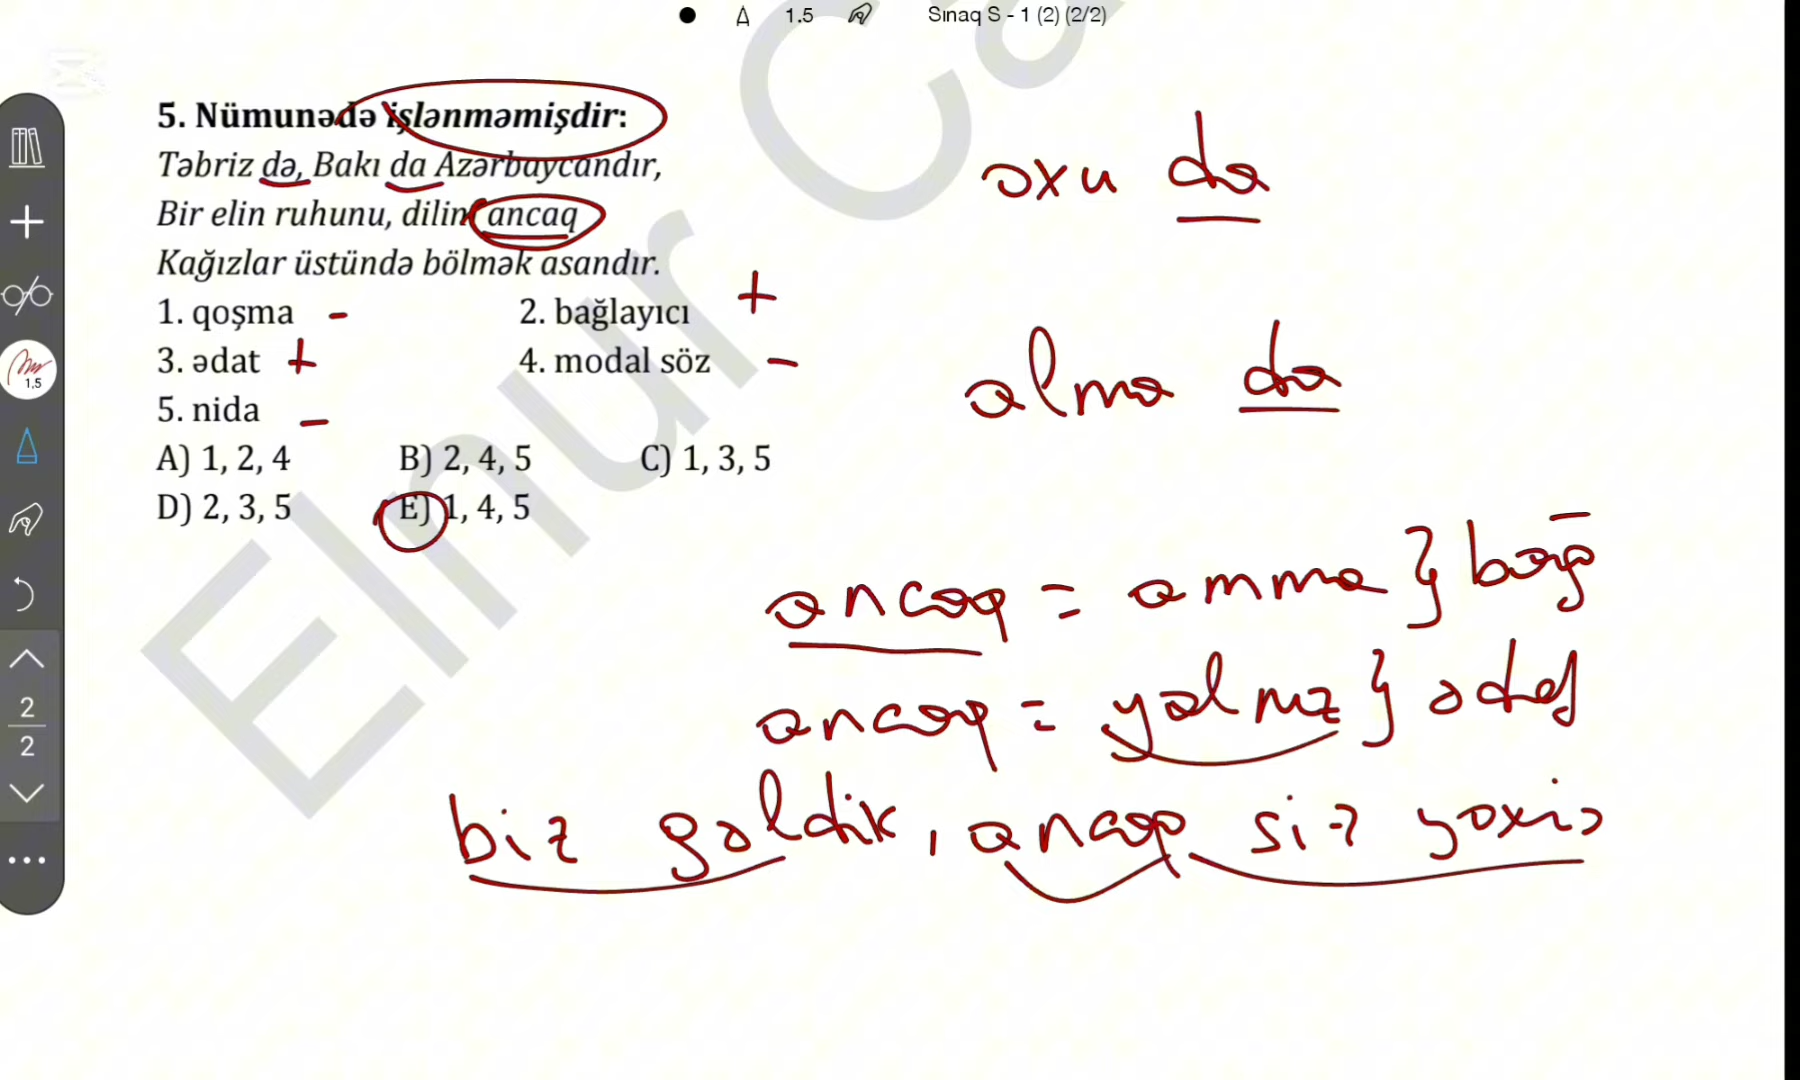 1.5 Sınaq S - 1 (2) (2/2)
5. Nümunədə işlənməmişdir:
Təbriz də, Bakı da Azərbaycandır,
Bir elin ruhunu, dilini ancaq
Kağızlar üstündə bölmək asandır.
1. qoşma - 2. bağlayıcı +
3. ədat + 4. modal söz -
5. nida -
A) 1, 2, 4 B) 2, 4, 5 C) 1, 3, 5
D) 2, 3, 5 E) 1, 4, 5
oxu da
alma da
ancaq = amma } bağ
ancaq = yalnız } ədat
biz gəldik, ancaq siz
Elnur
1,5
2
2